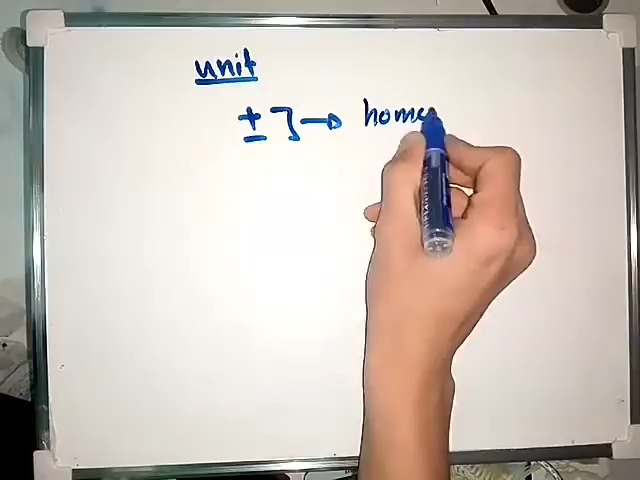 unit
± } → home